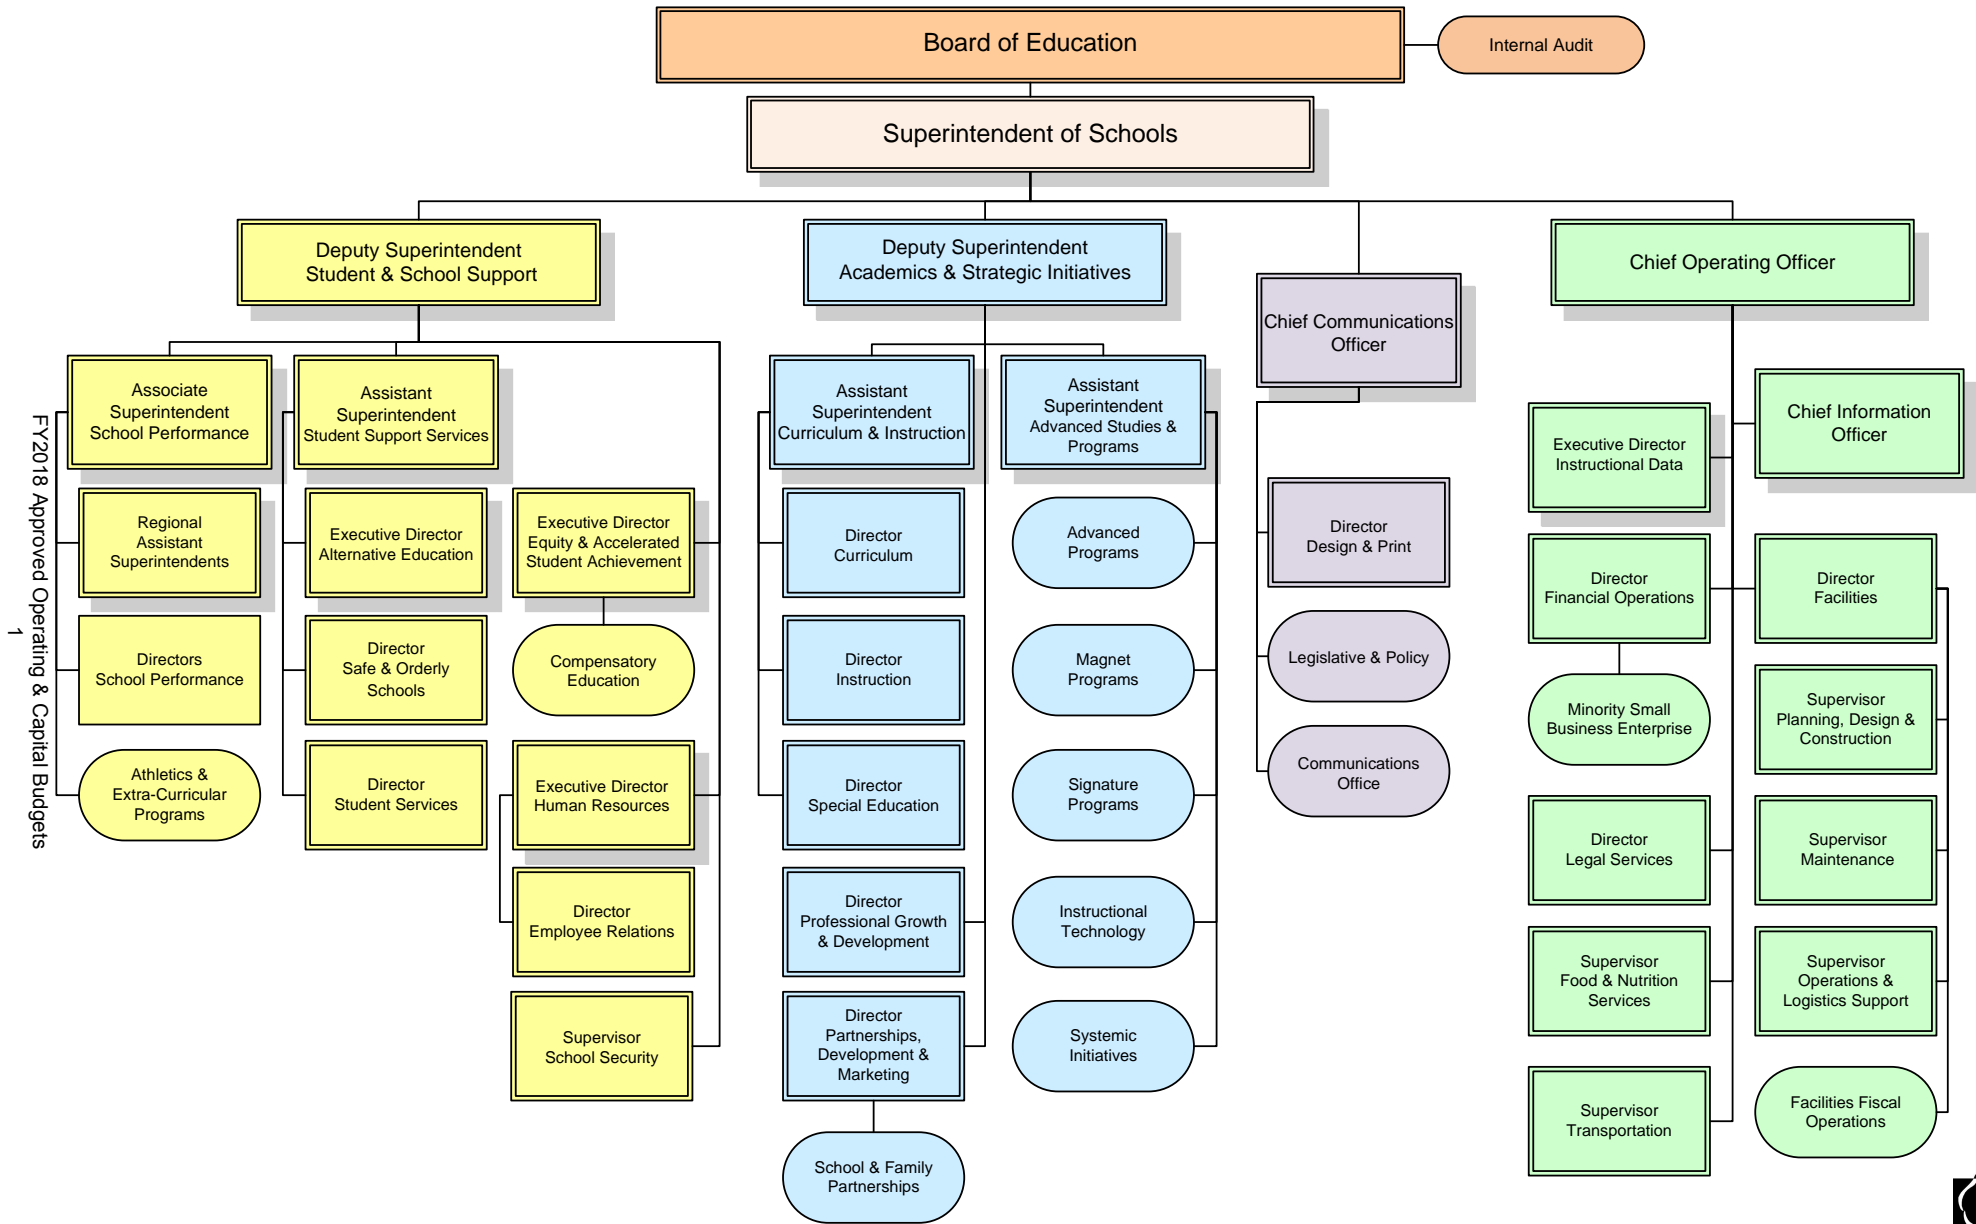 Board of Education
Internal Audit
Superintendent of Schools
Deputy Superintendent
Student & School Support
Deputy Superintendent
Academics & Strategic Initiatives
Chief Communications
Officer
Chief Operating Officer
Associate
Superintendent
School Performance
Assistant
Superintendent
Student Support Services
Assistant
Superintendent
Curriculum & Instruction
Assistant
Superintendent
Advanced Studies &
Programs
Executive Director
Instructional Data
Chief Information
Officer
Regional
Assistant
Superintendents
Executive Director
Alternative Education
Executive Director
Equity & Accelerated
Student Achievement
Director
Curriculum
Advanced
Programs
Director
Design & Print
Director
Financial Operations
Director
Facilities
Directors
School Performance
Director
Safe & Orderly
Schools
Compensatory
Education
Director
Instruction
Magnet
Programs
Legislative & Policy
Minority Small
Business Enterprise
Supervisor
Planning, Design &
Construction
Athletics &
Extra-Curricular
Programs
Director
Student Services
Executive Director
Human Resources
Director
Special Education
Signature
Programs
Communications
Office
Director
Legal Services
Supervisor
Maintenance
Director
Employee Relations
Director
Professional Growth
& Development
Instructional
Technology
Supervisor
Food & Nutrition
Services
Supervisor
Operations &
Logistics Support
Supervisor
School Security
Director
Partnerships,
Development &
Marketing
Systemic
Initiatives
Supervisor
Transportation
Facilities Fiscal
Operations
School & Family
Partnerships
FY2018 Approved Operating & Capital Budgets
1